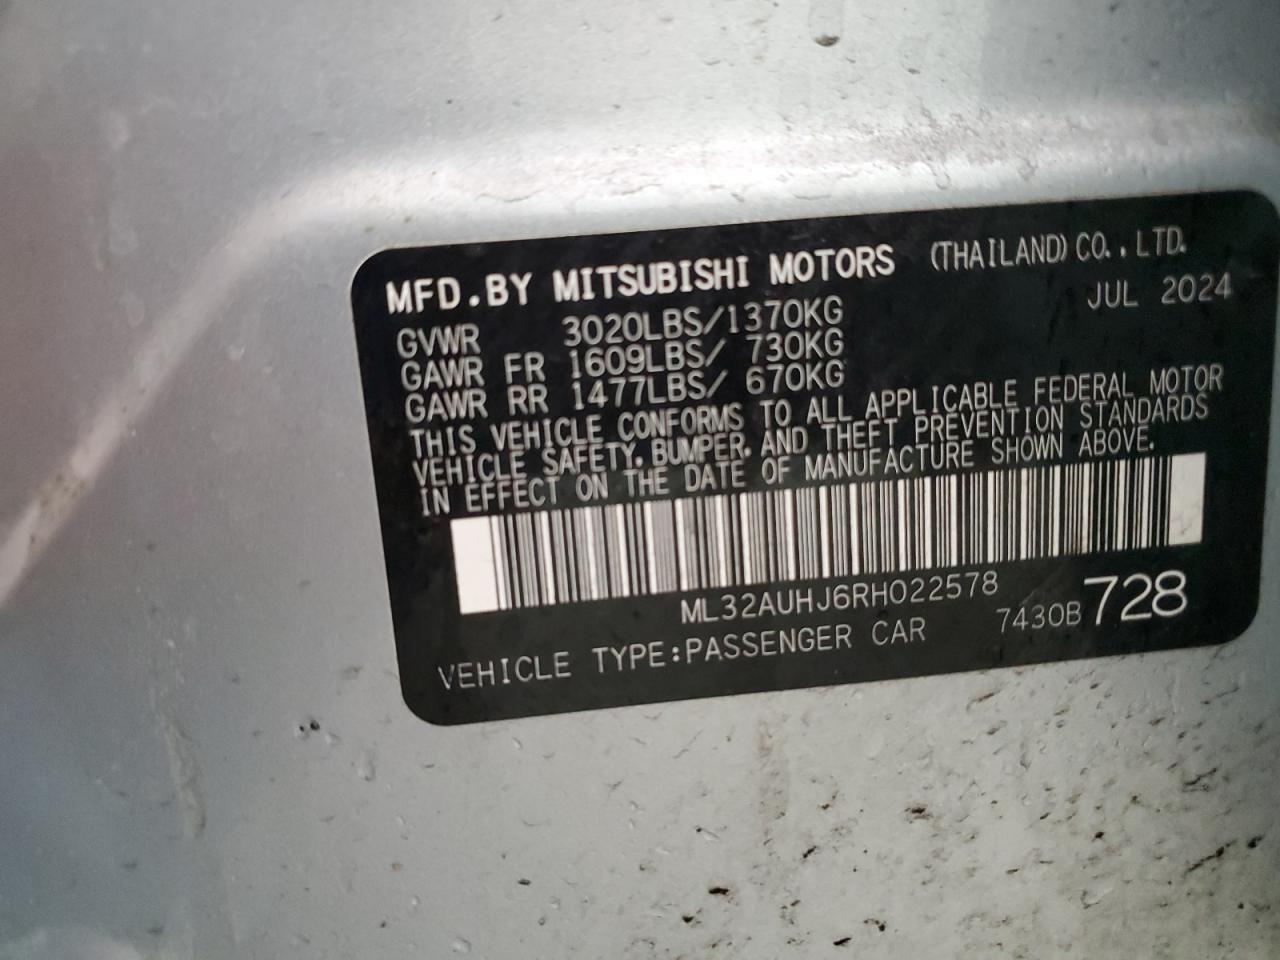 MFD.BY MITSUBISHI MOTORS (THAILAND) CO., LTD.
JUL 2024
GVWR 3020LBS/1370KG
GAWR FR 1609LBS/ 730KG
GAWR RR 1477LBS/ 670KG
THIS VEHICLE CONFORMS TO ALL APPLICABLE FEDERAL MOTOR
VEHICLE SAFETY, BUMPER, AND THEFT PREVENTION STANDARDS
IN EFFECT ON THE DATE OF MANUFACTURE SHOWN ABOVE.
ML32AUHJ6RH022578
7430B 728
VEHICLE TYPE:PASSENGER CAR